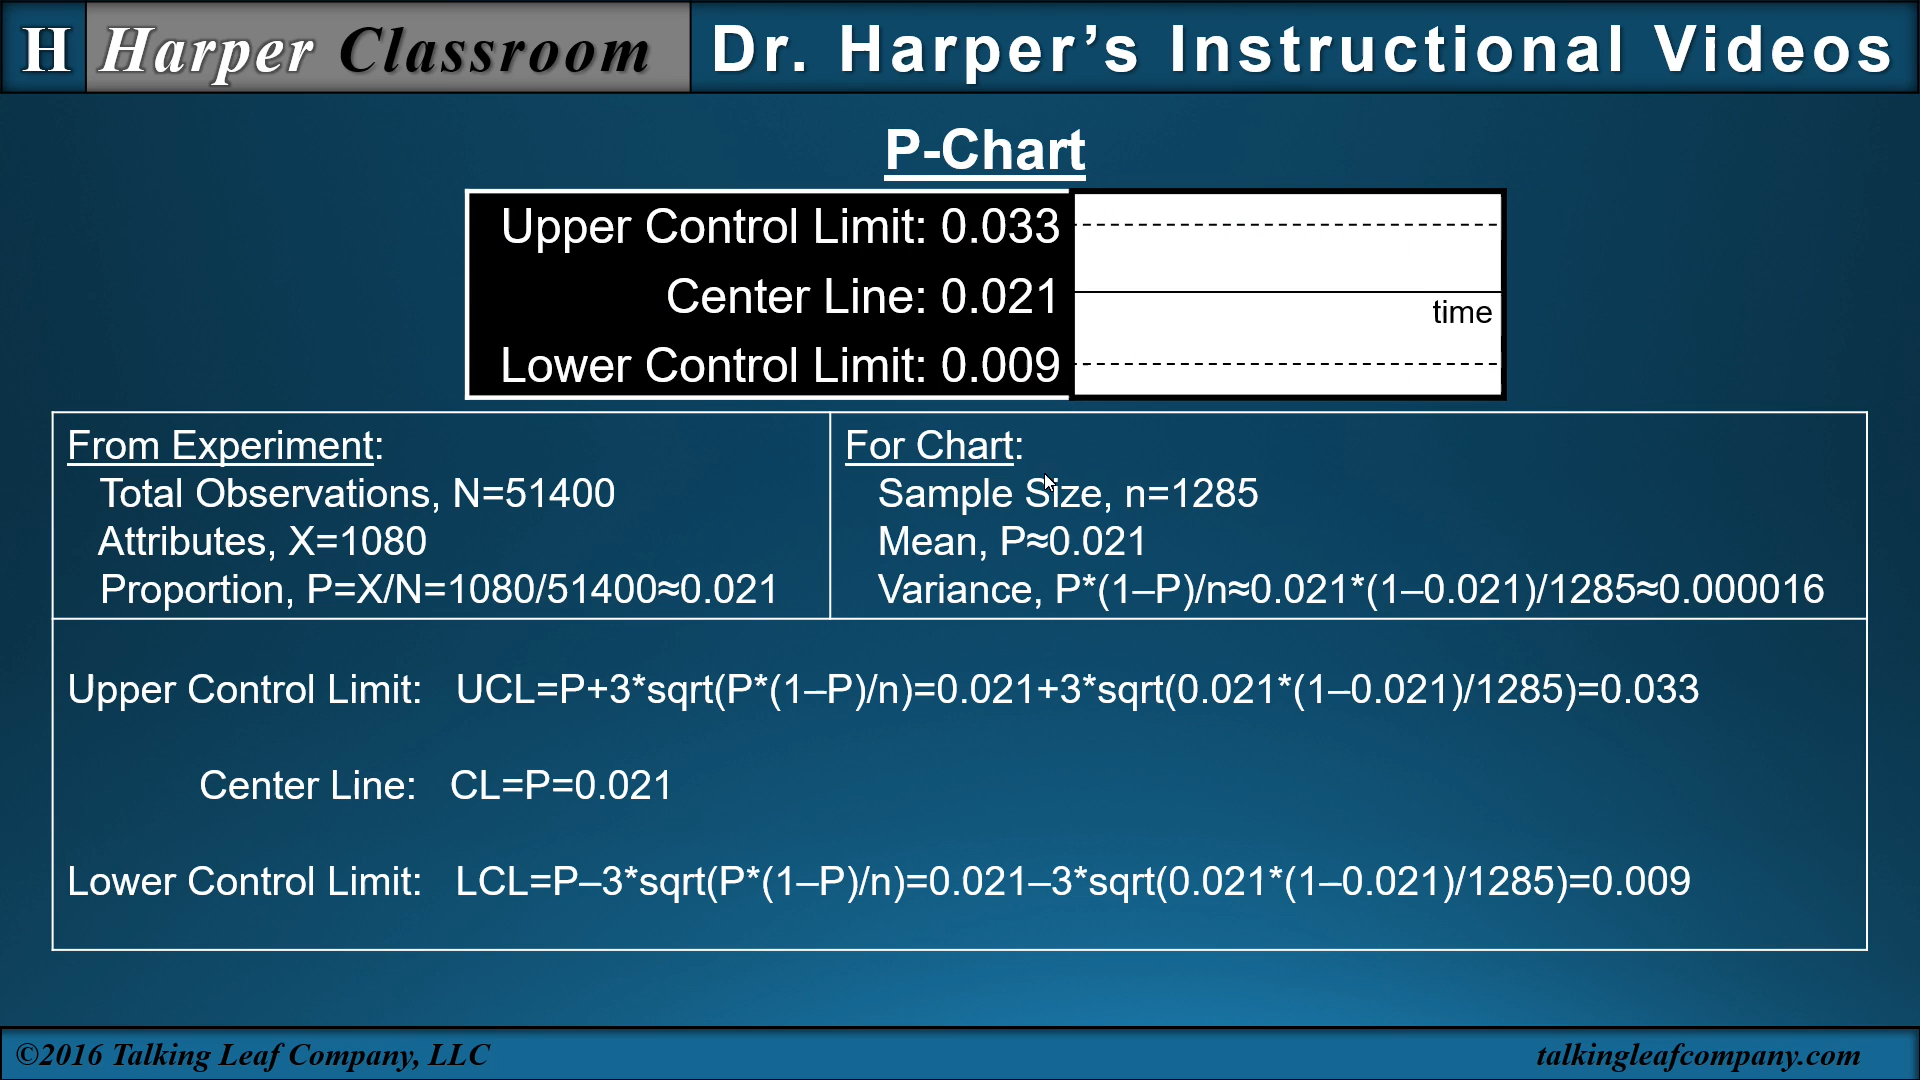 H Harper Classroom Dr. Harper’s Instructional Videos
P-Chart
Upper Control Limit: 0.033
Center Line: 0.021
time
Lower Control Limit: 0.009
From Experiment:
Total Observations, N=51400
Attributes, X=1080
Proportion, P=X/N=1080/51400≈0.021
For Chart:
Sample Size, n=1285
Mean, P≈0.021
Variance, P*(1–P)/n≈0.021*(1–0.021)/1285≈0.000016
Upper Control Limit: UCL=P+3*sqrt(P*(1–P)/n)=0.021+3*sqrt(0.021*(1–0.021)/1285)=0.033
Center Line: CL=P=0.021
Lower Control Limit: LCL=P–3*sqrt(P*(1–P)/n)=0.021–3*sqrt(0.021*(1–0.021)/1285)=0.009
©2016 Talking Leaf Company, LLC
talkingleafcompany.com